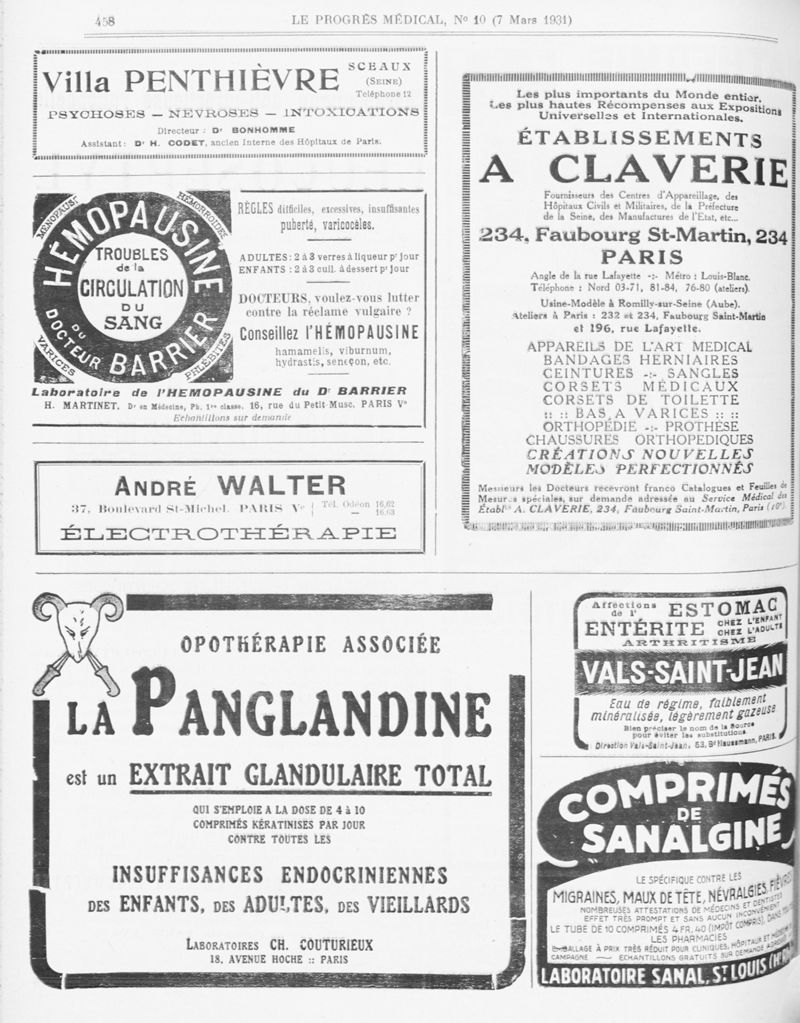 458
LE PROGRÈS MÉDICAL, No 10 (7 Mars 1931)
Villa PENTHIÈVRE
SCEAUX
(SEINE)
Téléphone 12
PSYCHOSES — NEVROSES — INTOXICATIONS
Directeur : Dr BONHOMME
Assistant: Dr H. CODET, ancien Interne des Hôpitaux de Paris.
MÉNOPAUSE
HÉMORROIDES
HÉMOPAUSINE
TROUBLES
de la
CIRCULATION
DU
SANG
DU
DOCTEUR BARRIER
VARICES
PHLÉBITES
RÈGLES difficiles, excessives, insuffisantes
puberté, varicocèles.
ADULTES: 2 à 3 verres à liqueur pr jour
ENFANTS : 2 à 3 cuil. à dessert pr jour
DOCTEURS, voulez-vous lutter
contre la réclame vulgaire ?
Conseillez l'HÉMOPAUSINE
hamamelis, viburnum,
hydrastis, seneçon, etc.
Laboratoire de l'HEMOPAUSINE du Dr BARRIER
H. MARTINET, Dr en Médecine, Ph. 1re classe, 16, rue du Petit-Musc, PARIS Ve
Echantillons sur demande
ANDRÉ WALTER
37, Boulevard St-Michel, PARIS Ve
Tél. Odéon 16,62
— 16,63
ÉLECTROTHÉRAPIE
Les plus importants du Monde entier,
Les plus hautes Récompenses aux Expositions
Universelles et Internationales.
ÉTABLISSEMENTS
A CLAVERIE
Fournisseurs des Centres d'Appareillage, des
Hôpitaux Civils et Militaires, de la Préfecture
de la Seine, des Manufactures de l'État, etc...
234, Faubourg St-Martin, 234
PARIS
Angle de la rue Lafayette -:- Métro : Louis-Blanc.
Téléphone : Nord 03-71, 81-84, 76-80 (ateliers).
Usine-Modèle à Romilly-sur-Seine (Aube).
Ateliers à Paris : 232 et 234, Faubourg Saint-Martin
et 196, rue Lafayette.
APPAREILS DE L'ART MEDICAL
BANDAGES HERNIAIRES
CEINTURES -:- SANGLES
CORSETS MÉDICAUX
CORSETS DE TOILETTE
:: :: BAS A VARICES :: ::
ORTHOPÉDIE -:- PROTHÈSE
CHAUSSURES ORTHOPEDIQUES
CRÉATIONS NOUVELLES
MODÈLES PERFECTIONNÉS
Messieurs les Docteurs recevront franco Catalogues et Feuilles de
Mesures spéciales, sur demande adressée au Service Médical des
Établts A. CLAVERIE, 234, Faubourg Saint-Martin, Paris (10e).
OPOTHÉRAPIE ASSOCIÉE
LA PANGLANDINE
est un EXTRAIT GLANDULAIRE TOTAL
QUI S'EMPLOIE A LA DOSE DE 4 à 10
COMPRIMÉS KÉRATINISES PAR JOUR
CONTRE TOUTES LES
INSUFFISANCES ENDOCRINIENNES
DES ENFANTS, DES ADULTES, DES VIEILLARDS
LABORATOIRES CH. COUTURIEUX
18, AVENUE HOCHE :: PARIS
Affections
de l'
ESTOMAC
ENTÉRITE
CHEZ L'ENFANT
CHEZ L'ADULTE
ARTHRITISME
VALS-SAINT-JEAN
Eau de régime, faiblement
minéralisée, légèrement gazeuse
Bien préciser le nom de la Source
pour éviter les substitutions.
Direction Vals-Saint-Jean, 53, Bd Haussmann, PARIS.
COMPRIMÉS
DE
SANALGINE
LE SPÉCIFIQUE CONTRE LES
MIGRAINES, MAUX DE TÊTE, NÉVRALGIES, FIÈVRES
NOMBREUSES ATTESTATIONS DE MÉDECINS ET DENTISTES
EFFET TRÈS PROMPT ET SANS AUCUN INCONVÉNIENT
LE TUBE DE 10 COMPRIMÉS 4 FR,40 (IMPÔT COMPRIS), DANS
LES PHARMACIES
EMBALLAGE À PRIX TRÈS RÉDUIT POUR CLINIQUES, HÔPITAUX ET
CAMPAGNE — ÉCHANTILLONS GRATUITS SUR DEMANDE
LABORATOIRE SANAL, ST LOUIS